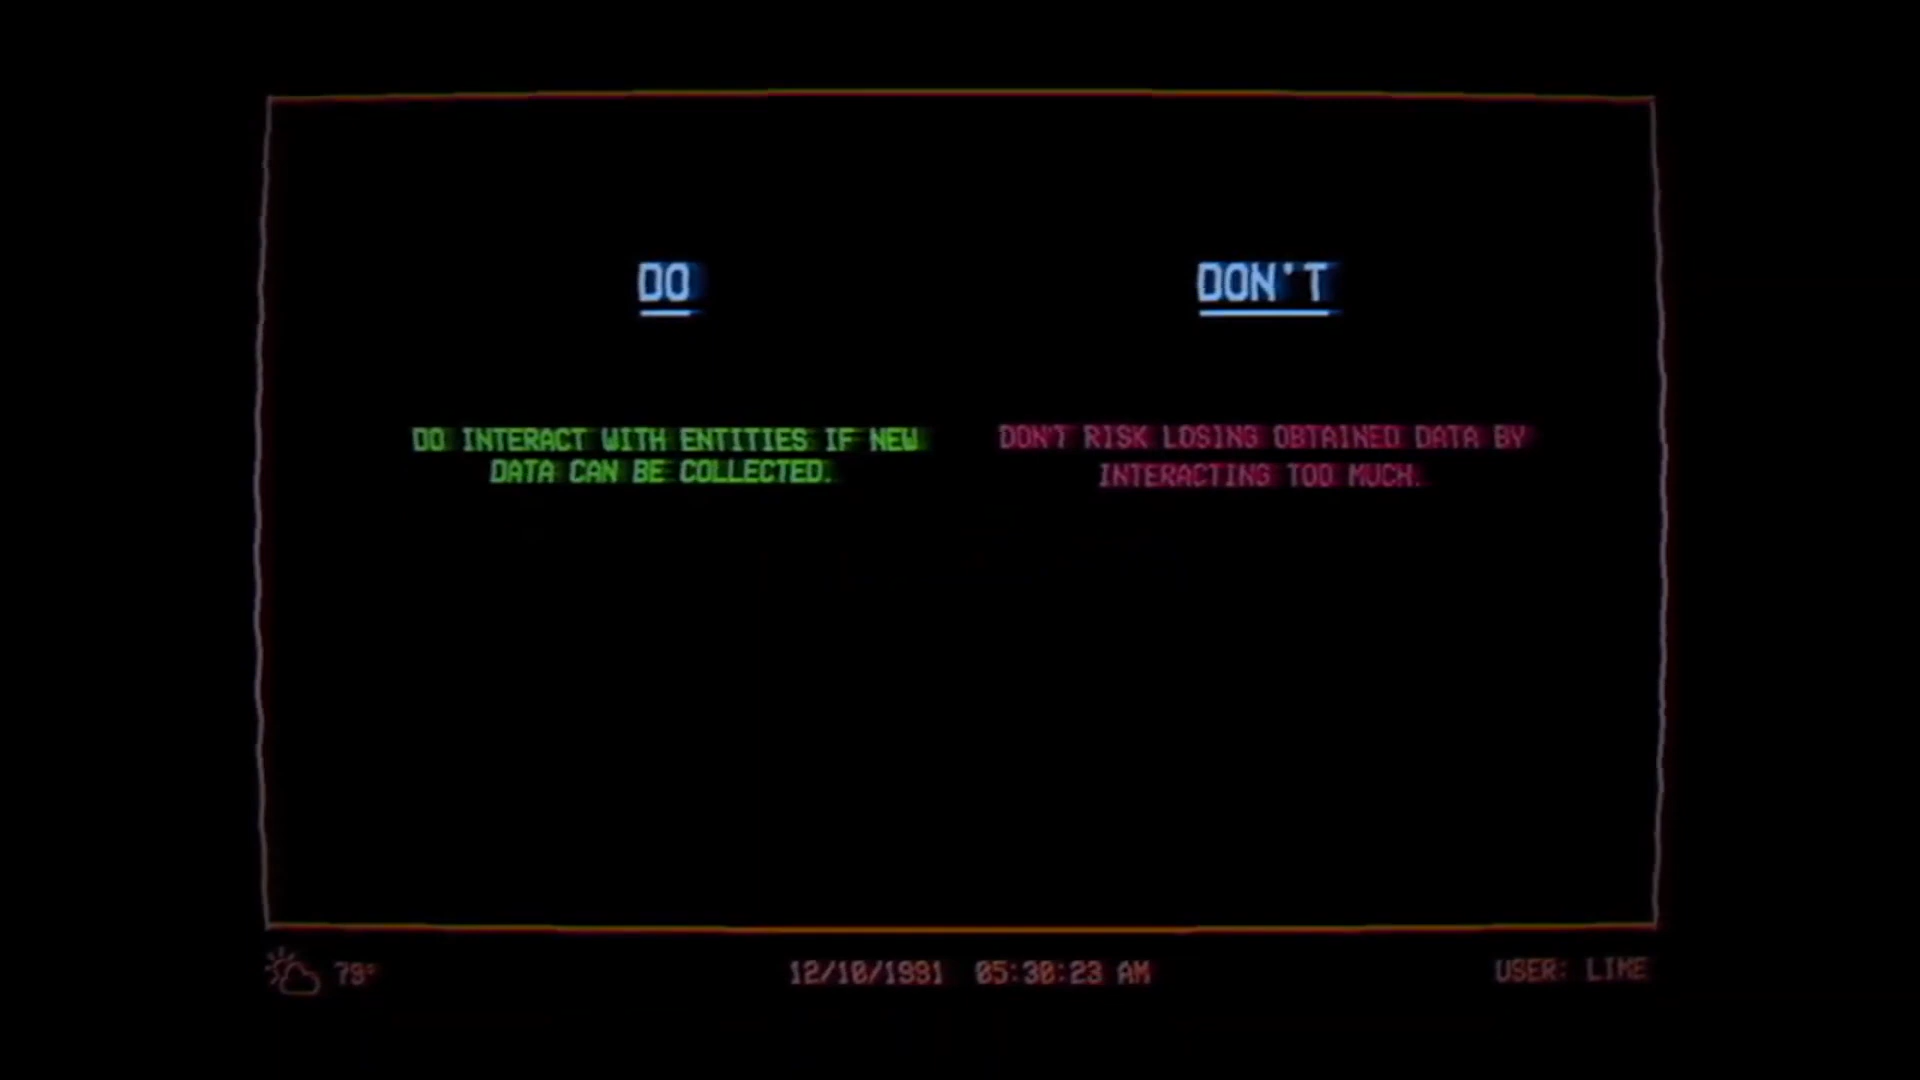 DO
DON'T
DO INTERACT WITH ENTITIES IF NEW
DATA CAN BE COLLECTED.
DON'T RISK LOSING OBTAINED DATA BY
INTERACTING TOO MUCH.
79°
12/10/1991 05:30:23 AM
USER: LIME